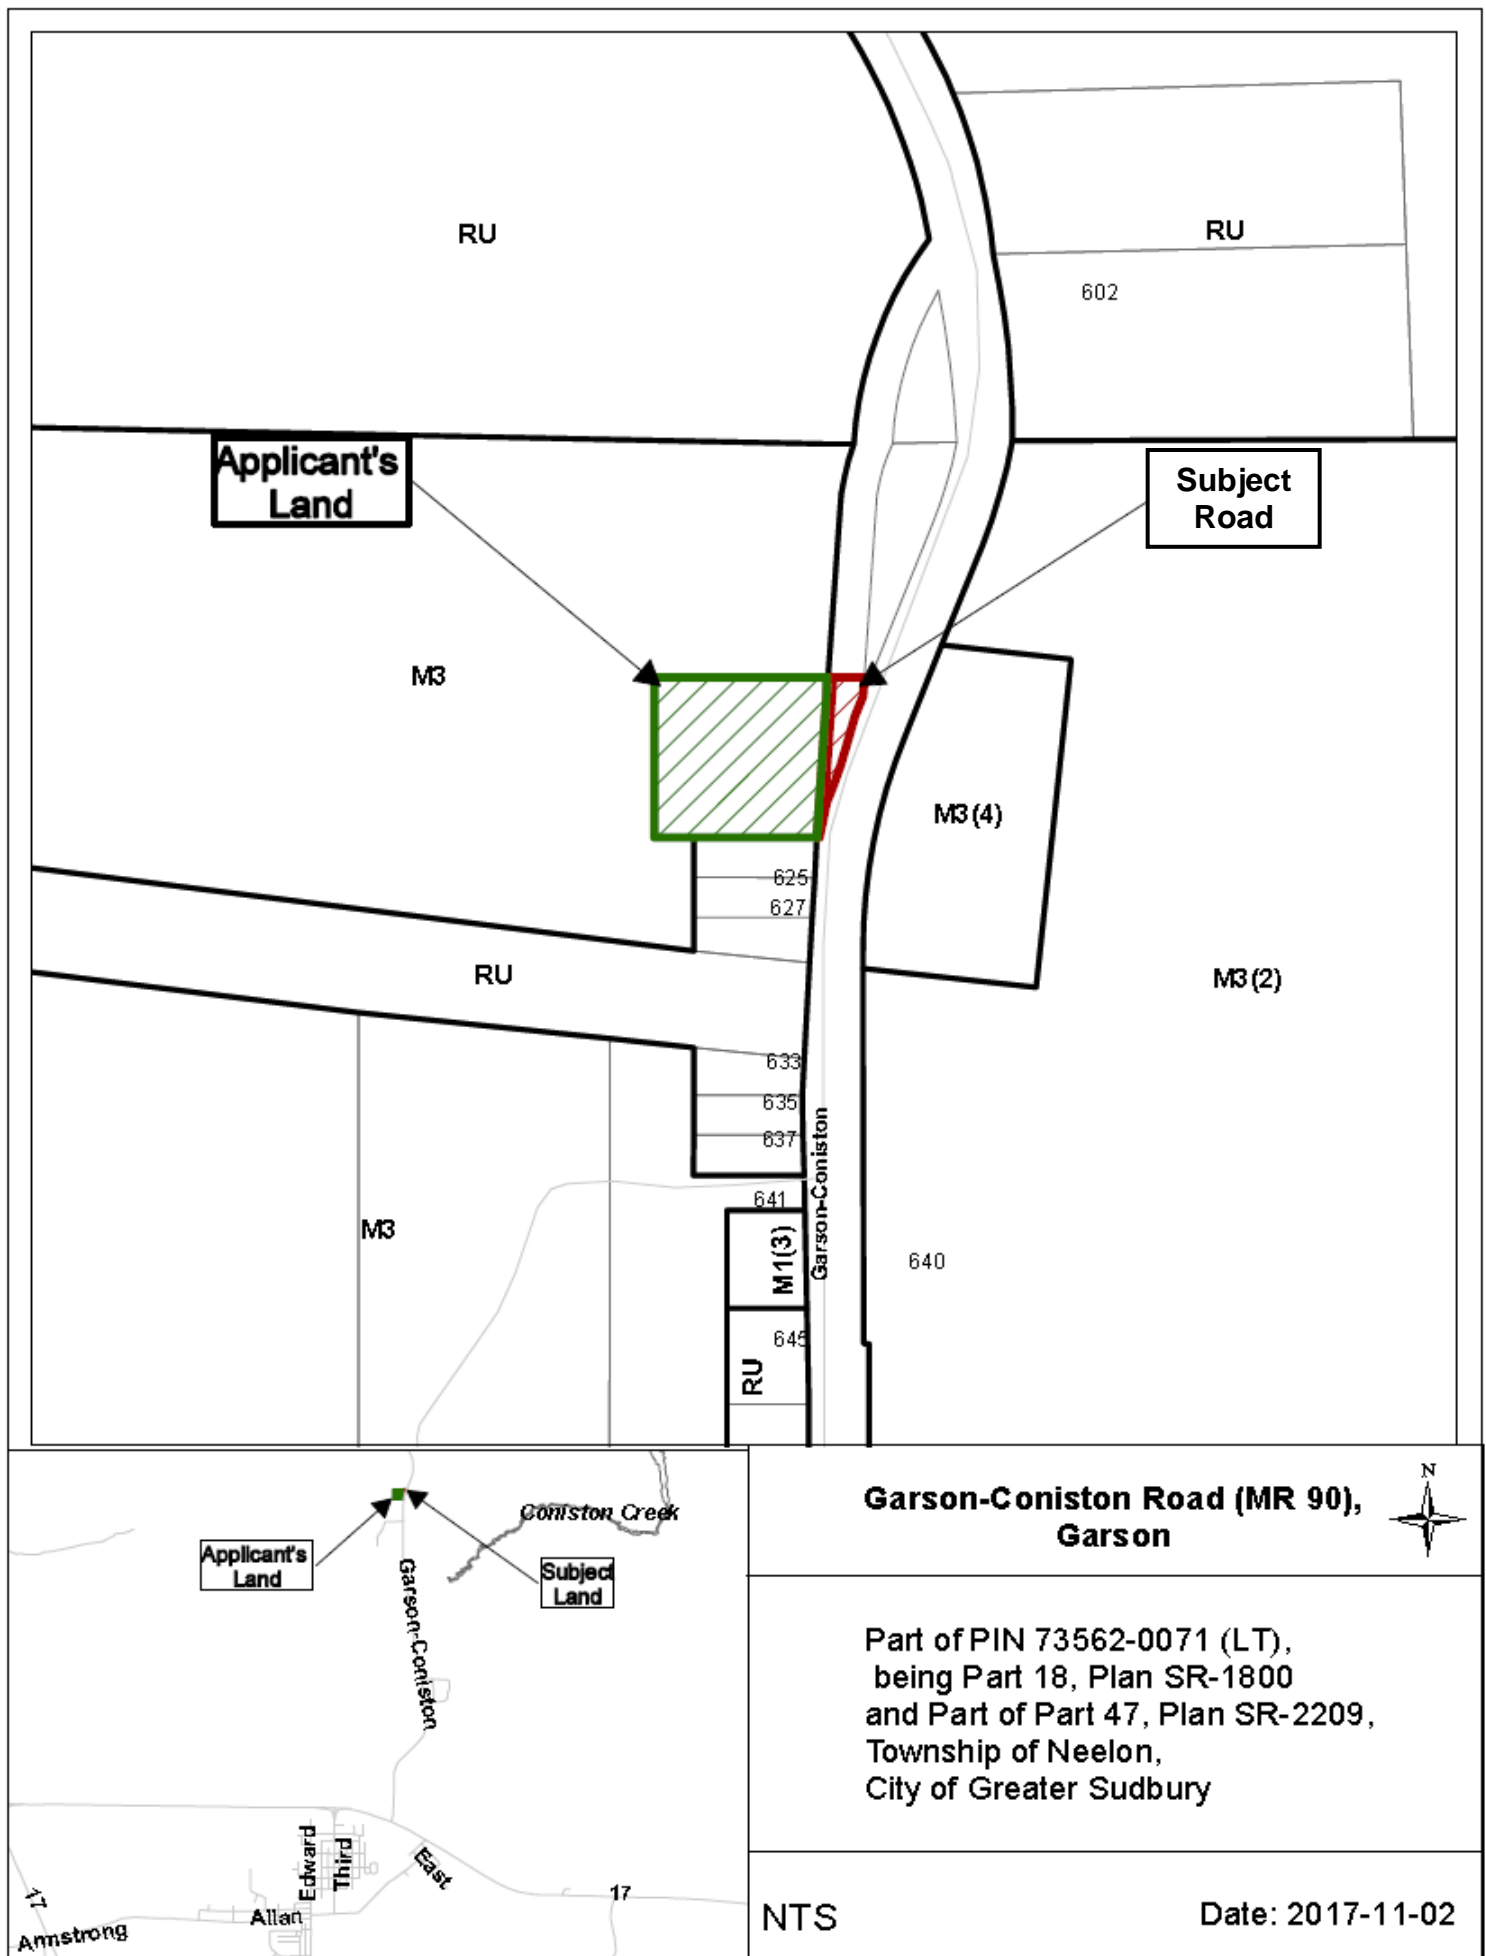 RU
RU
602
Applicant's
Land
Subject
Road
M3
M3(4)
625
627
RU
M3(2)
633
635
637
Garson-Coniston
641
M3
M1(3)
640
645
RU
Coniston Creek
Applicant's
Land
Subject
Land
Garson-Coniston
Edward
Third
East
17
17
Allan
Armstrong
Garson-Coniston Road (MR 90),
Garson
N
Part of PIN 73562-0071 (LT),
being Part 18, Plan SR-1800
and Part of Part 47, Plan SR-2209,
Township of Neelon,
City of Greater Sudbury
NTS
Date: 2017-11-02